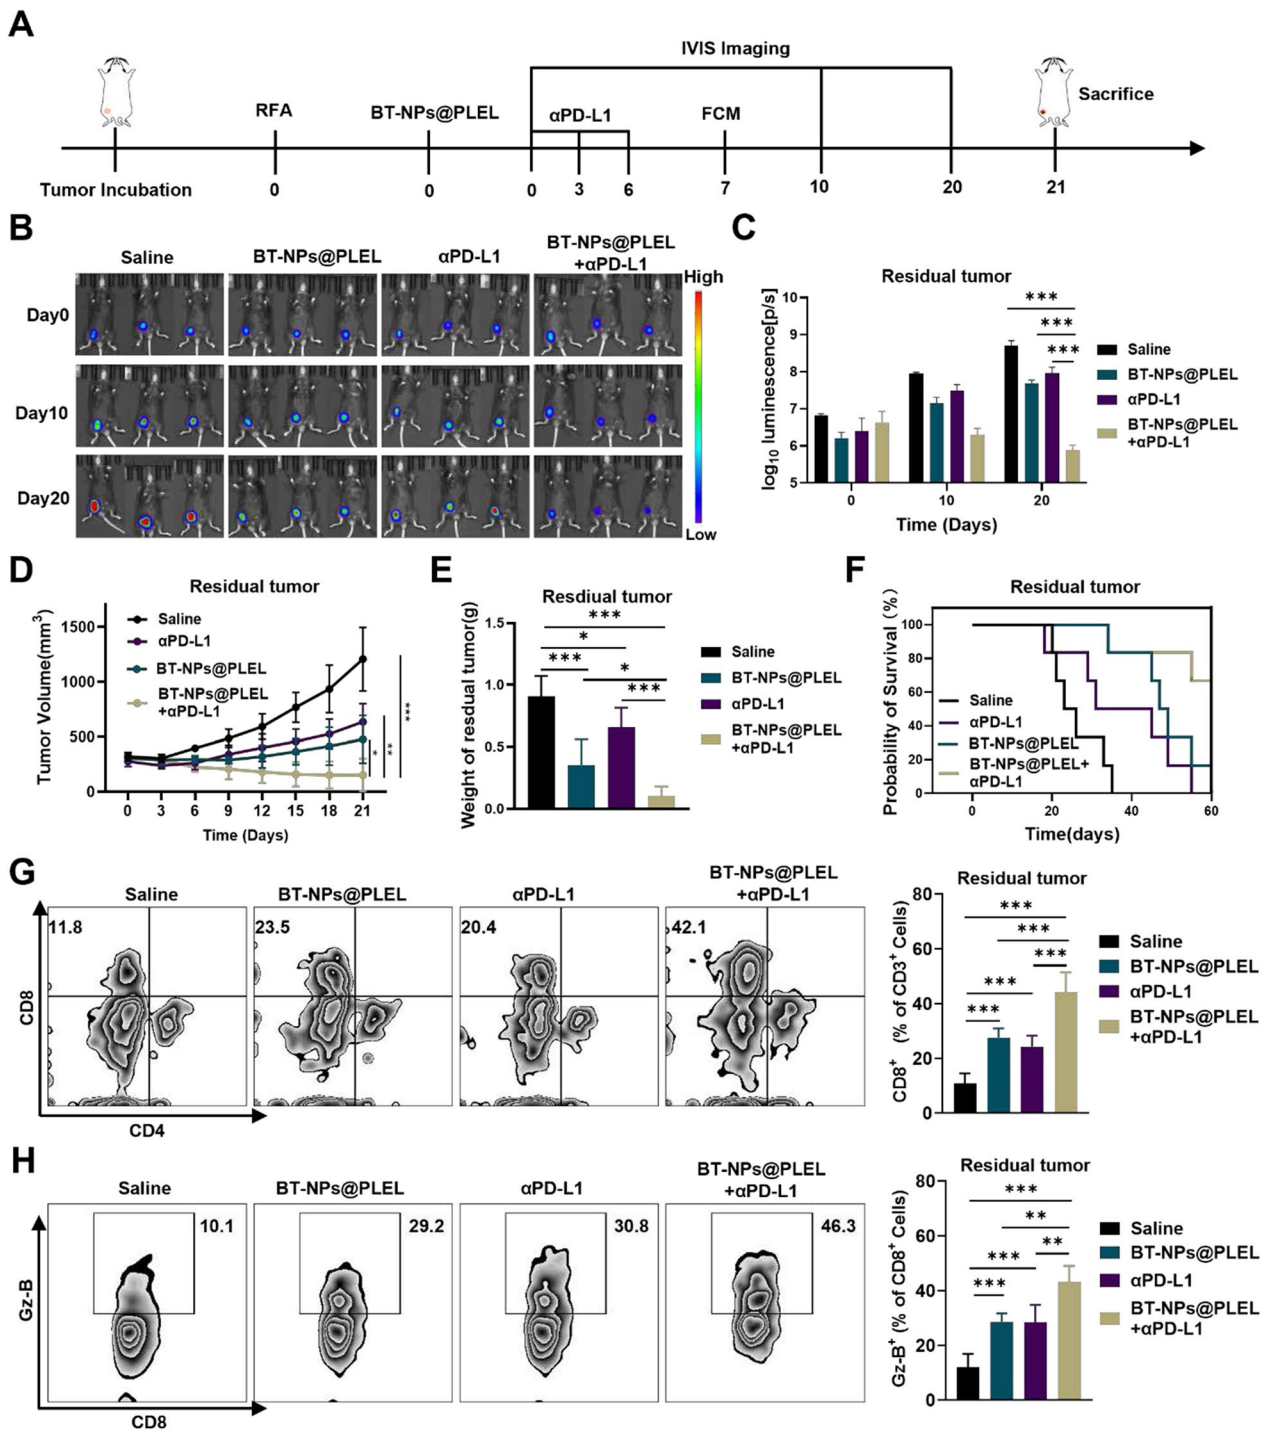 A
IVIS Imaging
RFA
BT-NPs@PLEL
αPD-L1
FCM
Sacrifice
Tumor Incubation
0
0
0
3
6
7
10
20
21
B
Saline
BT-NPs@PLEL
αPD-L1
BT-NPs@PLEL
+αPD-L1
High
Day0
Day10
Day20
Low
C
Residual tumor
log10 luminescence[p/s]
10
9
8
7
6
5
***
***
***
0
10
20
Time (Days)
Saline
BT-NPs@PLEL
αPD-L1
BT-NPs@PLEL
+αPD-L1
D
Residual tumor
Tumor Volume(mm3)
1500
1000
500
0
Saline
αPD-L1
BT-NPs@PLEL
BT-NPs@PLEL
+αPD-L1
*
**
***
0
3
6
9
12
15
18
21
Time (Days)
E
Resdiual tumor
Weight of resdual tumor(g)
1.5
1.0
0.5
0.0
***
*
***
*
***
Saline
BT-NPs@PLEL
αPD-L1
BT-NPs@PLEL
+αPD-L1
F
Residual tumor
Probability of Survival (%)
100
80
60
40
20
0
Saline
αPD-L1
BT-NPs@PLEL
BT-NPs@PLEL+
αPD-L1
0
20
40
60
Time(days)
G
Saline
BT-NPs@PLEL
αPD-L1
BT-NPs@PLEL
+αPD-L1
11.8
23.5
20.4
42.1
CD8
CD4
Residual tumor
CD8+ (% of CD3+ Cells)
80
60
40
20
0
***
***
***
***
***
Saline
BT-NPs@PLEL
αPD-L1
BT-NPs@PLEL
+αPD-L1
H
Saline
BT-NPs@PLEL
αPD-L1
BT-NPs@PLEL
+αPD-L1
10.1
29.2
30.8
46.3
Gz-B
CD8
Residual tumor
Gz-B+ (% of CD8+ Cells)
80
60
40
20
0
***
**
**
***
***
Saline
BT-NPs@PLEL
αPD-L1
BT-NPs@PLEL
+αPD-L1